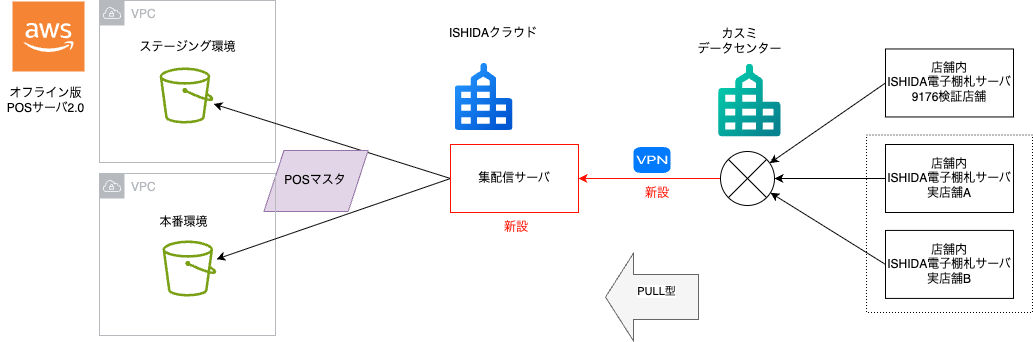 aws
オフライン版
POSサーバ2.0
VPC
ステージング環境
VPC
本番環境
POSマスタ
ISHIDAクラウド
集配信サーバ
新設
VPN
新設
カスミ
データセンター
PULL型
店舗内
ISHIDA電子棚札サーバ
9176検証店舗
店舗内
ISHIDA電子棚札サーバ
実店舗A
店舗内
ISHIDA電子棚札サーバ
実店舗B